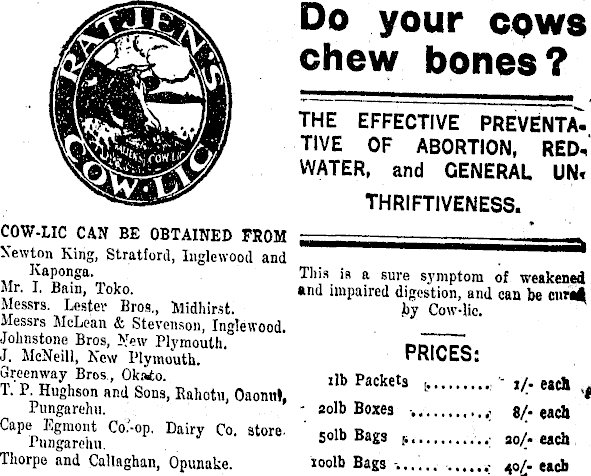 RATJEN'S
COW-LIC
COW-LIC CAN BE OBTAINED FROM
Newton King, Stratford, Inglewood and
Kaponga.
Mr. I. Bain, Toko.
Messrs. Lester Bros., Midhirst.
Messrs McLean & Stevenson, Inglewood.
Johnstone Bros, New Plymouth.
J. McNeill, New Plymouth.
Greenway Bros., Okato.
T. P. Hughson and Sons, Rahotu, Oaonui,
Pungarehu.
Cape Egmont Co.-op. Dairy Co. store
Pungarehu.
Thorpe and Callaghan, Opunake.
Do your cows
chew bones?
THE EFFECTIVE PREVENTA-
TIVE OF ABORTION, RED-
WATER, and GENERAL UN-
THRIFTINESS.
This is a sure symptom of weakened
and impaired digestion, and can be cured
by Cow-lic.
PRICES:
1lb Packets ......... 1/- each
20lb Boxes ......... 8/- each
50lb Bags ......... 20/- each
100lb Bags ......... 40/- each